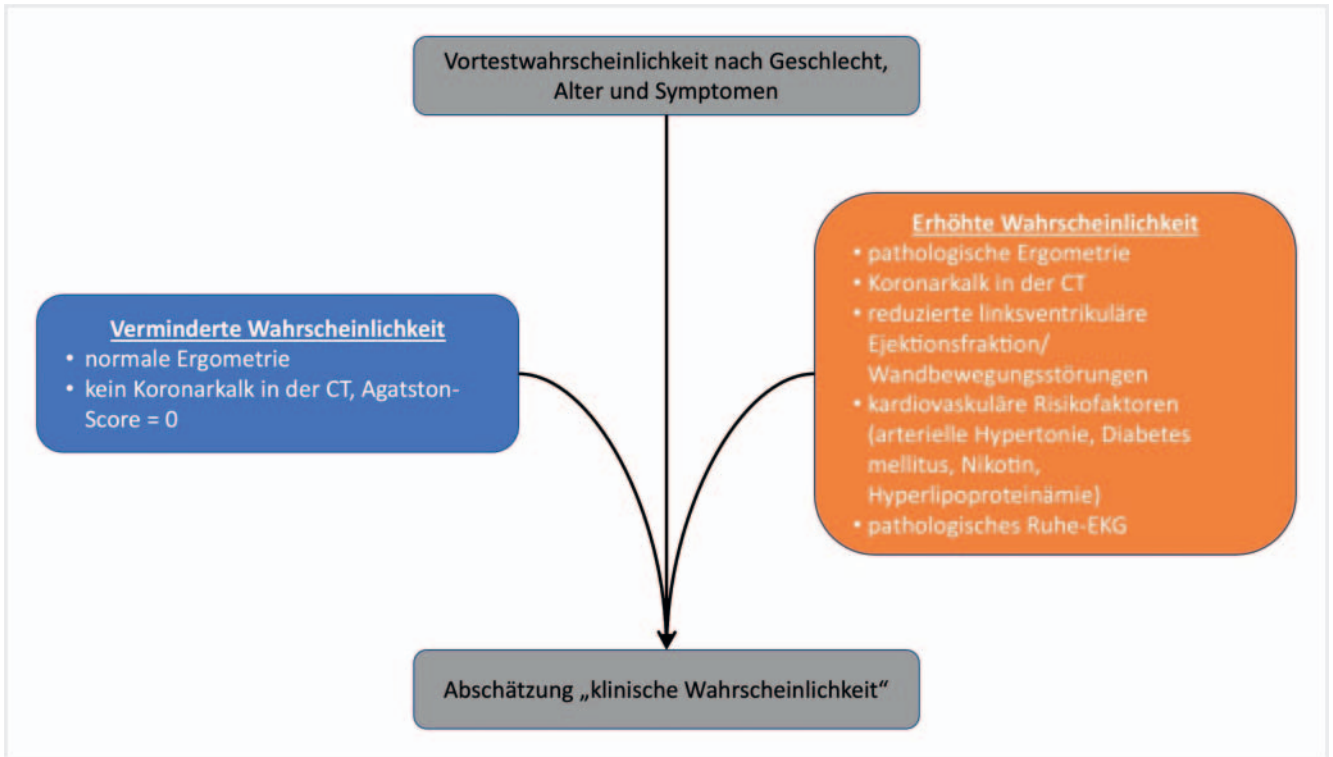 Vortestwahrscheinlichkeit nach Geschlecht,
Alter und Symptomen
Verminderte Wahrscheinlichkeit
• normale Ergometrie
• kein Koronarkalk in der CT, Agatston-
Score = 0
Erhöhte Wahrscheinlichkeit
• pathologische Ergometrie
• Koronarkalk in der CT
• reduzierte linksventrikuläre
Ejektionsfraktion/
Wandbewegungsstörungen
• kardiovaskuläre Risikofaktoren
(arterielle Hypertonie, Diabetes
mellitus, Nikotin,
Hyperlipoproteinämie)
• pathologisches Ruhe-EKG
Abschätzung „klinische Wahrscheinlichkeit“